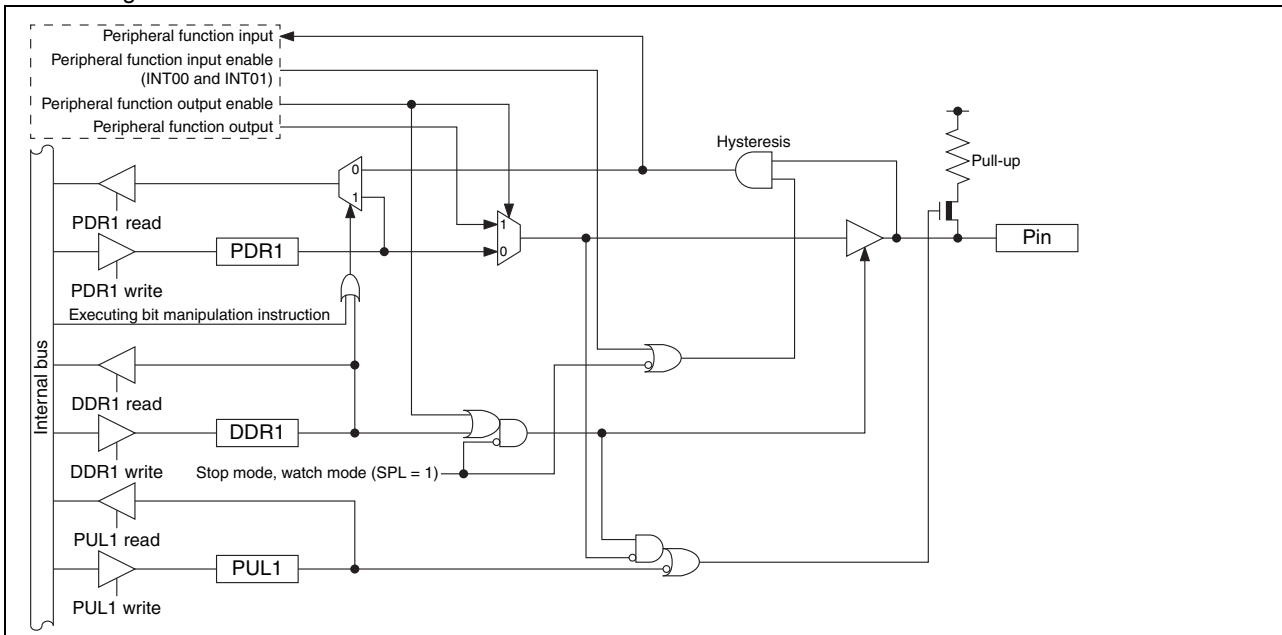 Peripheral function input
Peripheral function input enable
(INT00 and INT01)
Peripheral function output enable
Peripheral function output
Hysteresis
Pull-up
0
1
PDR1 read
1
0
Pin
PDR1
PDR1 write
Executing bit manipulation instruction
Internal bus
DDR1 read
DDR1
DDR1 write
Stop mode, watch mode (SPL = 1)
PUL1 read
PUL1
PUL1 write